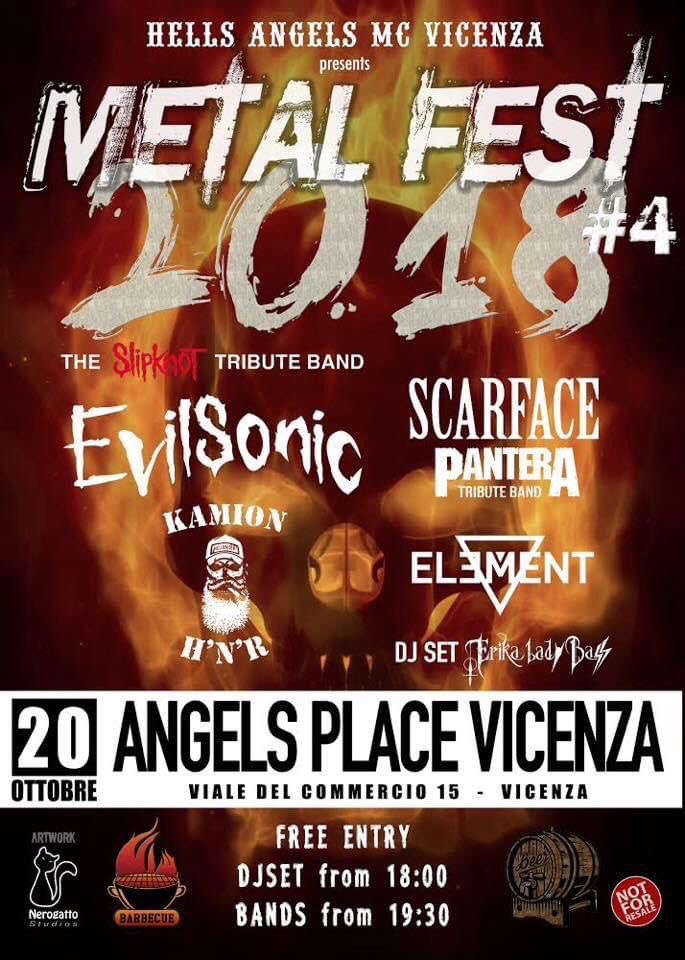 HELLS ANGELS MC VICENZA
presents
METAL FEST
2018
#4
THE Slipknot TRIBUTE BAND
EvilSonic
SCARFACE
PANTERA
TRIBUTE BAND
KAMION
H'N'R
ELEMENT
DJ SET Erika Lady Bass
20
OTTOBRE
ANGELS PLACE VICENZA
VIALE DEL COMMERCIO 15 - VICENZA
ARTWORK
Nerogatto
Studios
BARBECUE
FREE ENTRY
DJSET from 18:00
BANDS from 19:30
Beer
NOT
FOR
RESALE